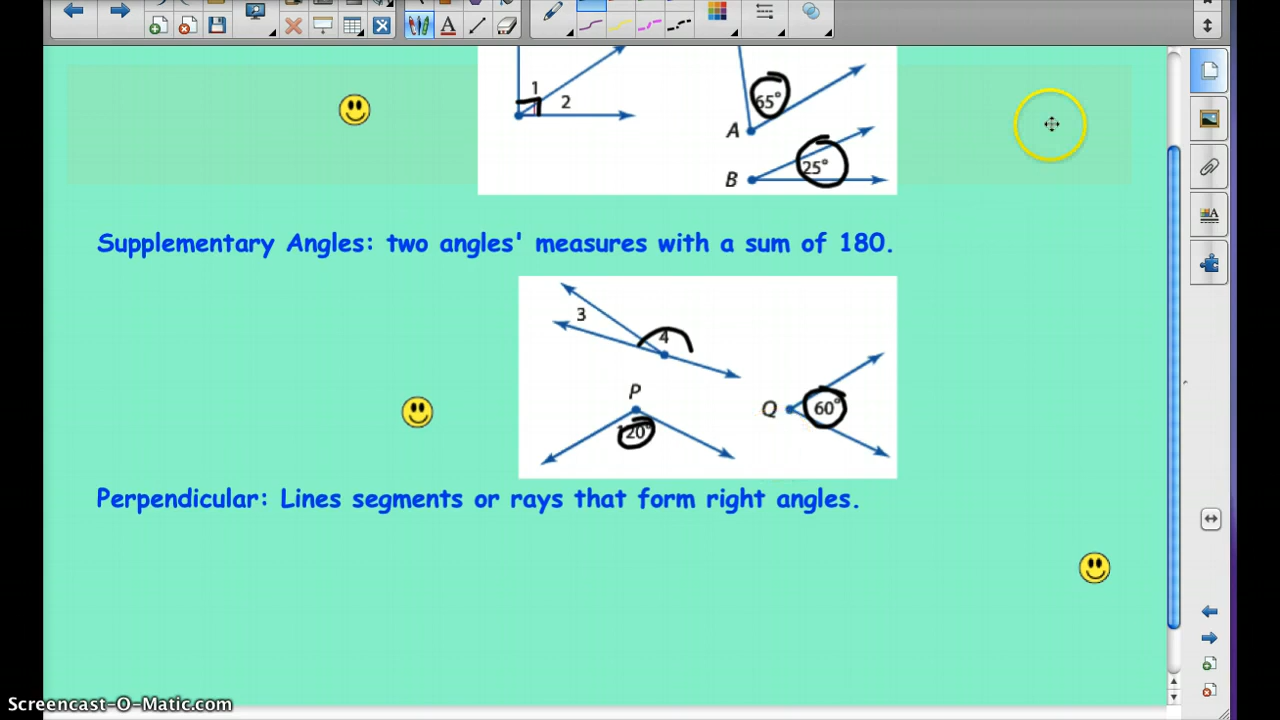 1
2
65°
A
25°
B
Supplementary Angles: two angles' measures with a sum of 180.
3
4
P
Q
60°
20°
Perpendicular: Lines segments or rays that form right angles.
Screencast-O-Matic.com